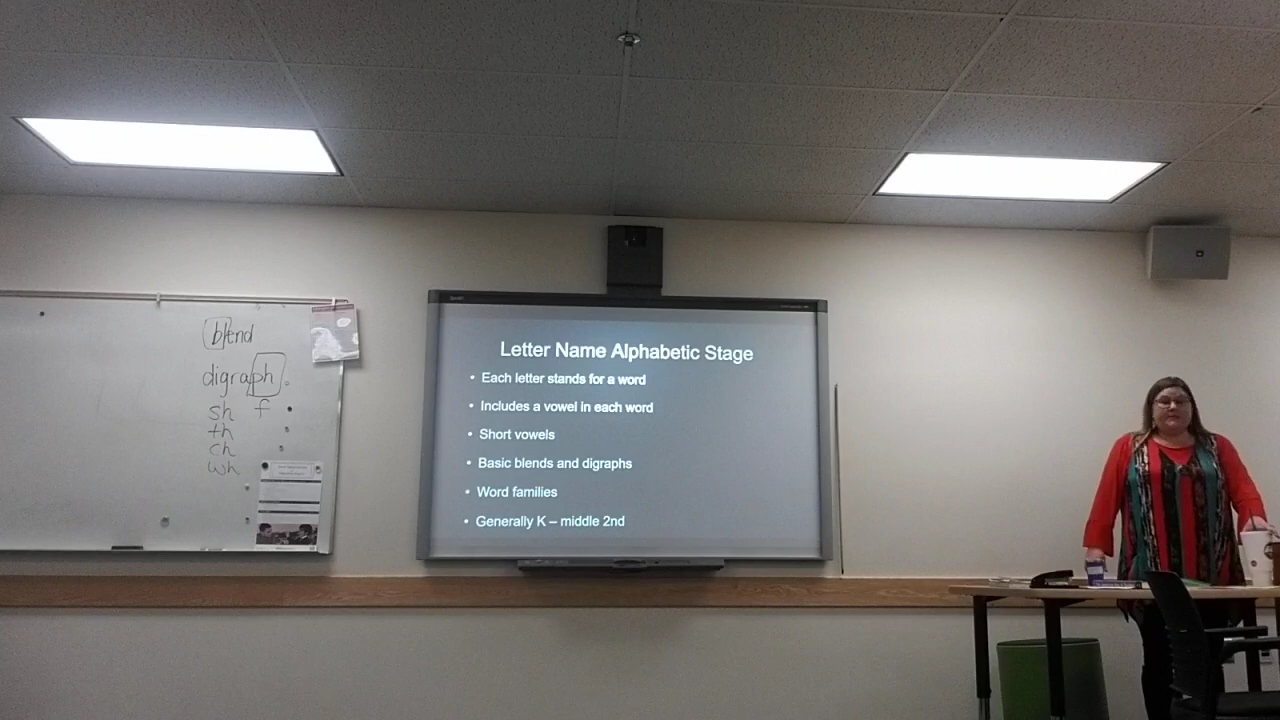 blend
digraph.
sh f
th
ch
wh
Letter Name Alphabetic Stage
• Each letter stands for a word
• Includes a vowel in each word
• Short vowels
• Basic blends and digraphs
• Word families
• Generally K – middle 2nd